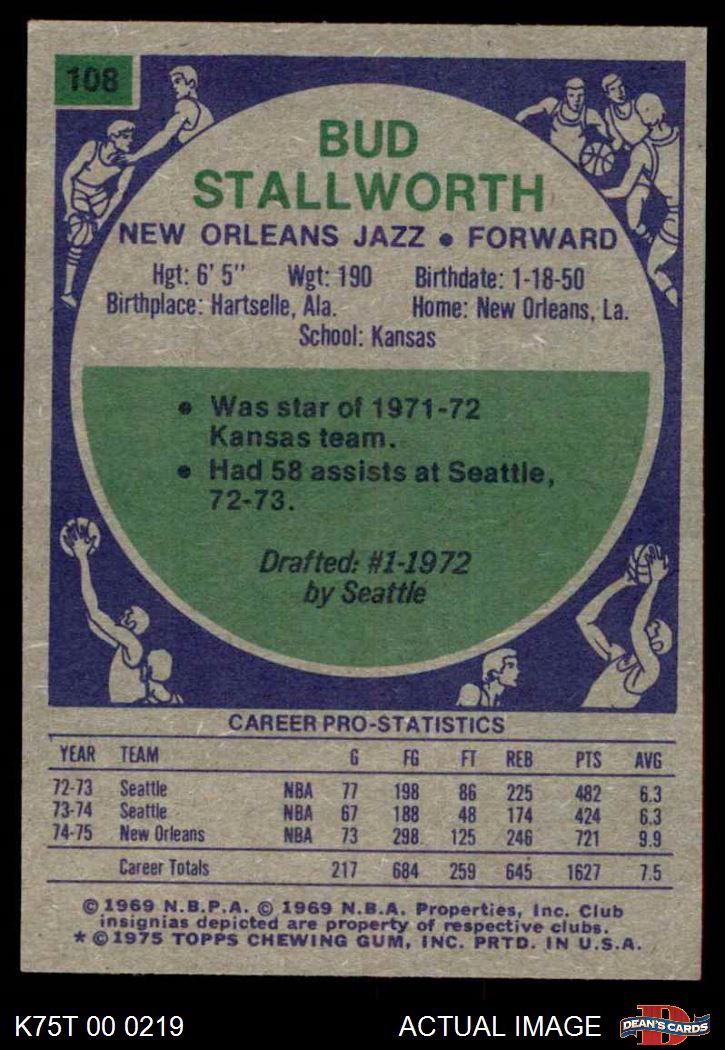 108
BUD
STALLWORTH
NEW ORLEANS JAZZ • FORWARD
Hgt: 6' 5" Wgt: 190 Birthdate: 1-18-50
Birthplace: Hartselle, Ala. Home: New Orleans, La.
School: Kansas
• Was star of 1971-72
Kansas team.
• Had 58 assists at Seattle,
72-73.
Drafted: #1-1972
by Seattle
CAREER PRO-STATISTICS
YEAR TEAM G FG FT REB PTS AVG
72-73 Seattle NBA 77 198 86 225 482 6.3
73-74 Seattle NBA 67 188 48 174 424 6.3
74-75 New Orleans NBA 73 298 125 246 721 9.9
Career Totals 217 684 259 645 1627 7.5
© 1969 N.B.P.A. © 1969 N.B.A. Properties, Inc. Club
insignias depicted are property of respective clubs.
* © 1975 TOPPS CHEWING GUM, INC. PRTD. IN U.S.A.
K75T 00 0219 ACTUAL IMAGE D DEAN'S CARDS